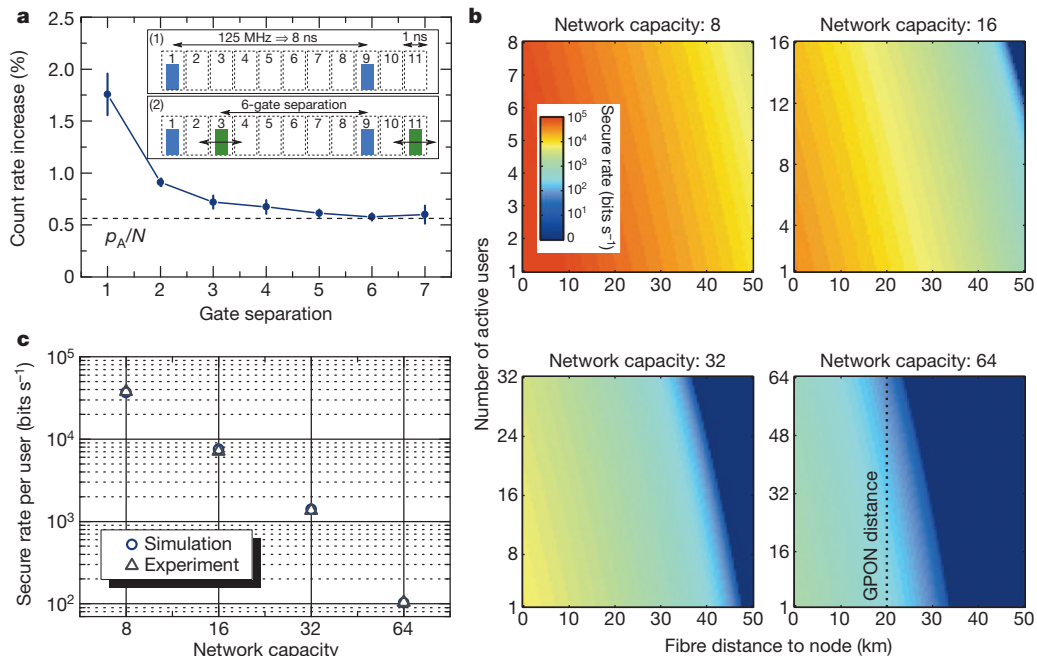 a
2.5
2.0
1.5
1.0
0.5
0
Count rate increase (%)
(1)
125 MHz ⇒ 8 ns
1 ns
1 2 3 4 5 6 7 8 9 10 11
(2)
6-gate separation
1 2 3 4 5 6 7 8 9 10 11
pA/N
1 2 3 4 5 6 7
Gate separation
b
Network capacity: 8
8
7
6
5
4
3
2
1
10⁵
10⁴
10³
10²
10¹
0
Secure rate (bits s⁻¹)
0 10 20 30 40 50
Network capacity: 16
16
12
8
4
1
0 10 20 30 40 50
Number of active users
Network capacity: 32
32
24
16
8
1
0 10 20 30 40 50
Network capacity: 64
64
48
32
16
1
GPON distance
0 10 20 30 40 50
Fibre distance to node (km)
c
10⁵
10⁴
10³
10²
Secure rate per user (bits s⁻¹)
Simulation
Experiment
8 16 32 64
Network capacity